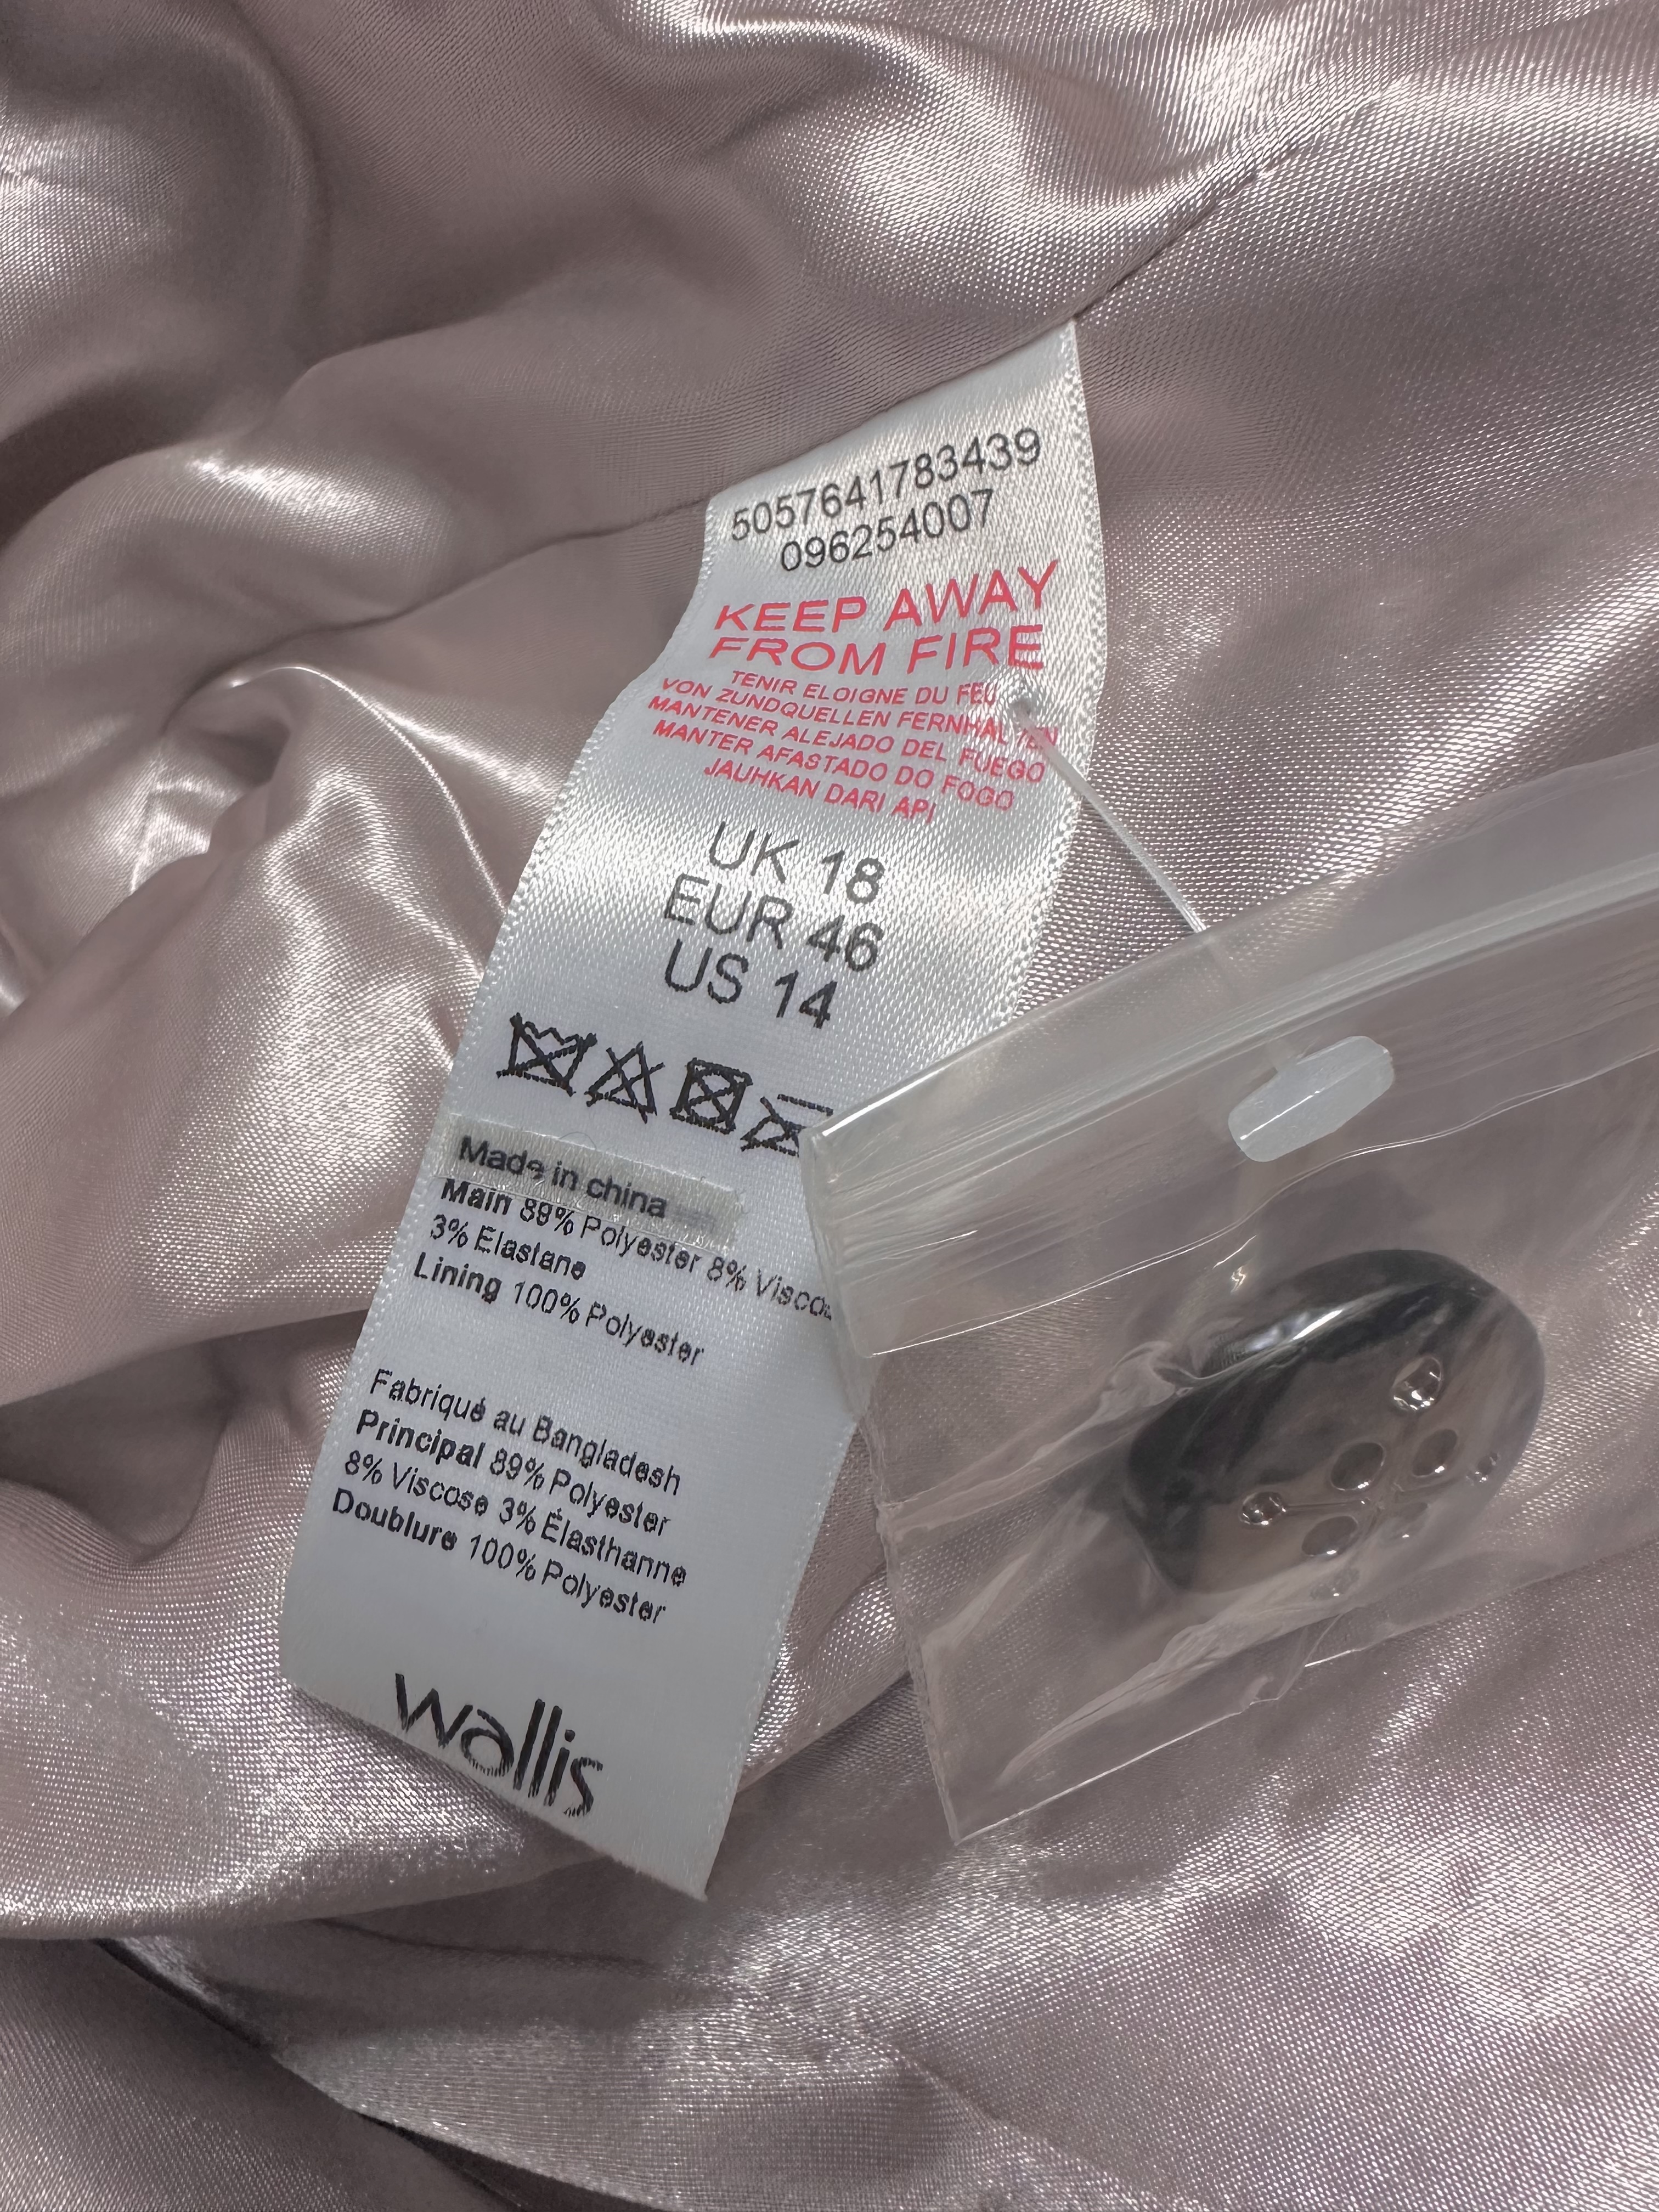 5057641783439
096254007
KEEP AWAY
FROM FIRE
TENIR ELOIGNE DU FEU
VON ZUNDQUELLEN FERNHALTEN
MANTENER ALEJADO DEL FUEGO
MANTER AFASTADO DO FOGO
JAUHKAN DARI API
UK 18
EUR 46
US 14
Made in china
Main 89% Polyester 8%
3% Elastane
Lining 100% Polyester
Fabriqué au Bangladesh
Principal 89% Polyester
8% Viscose 3% Élasthanne
Doublure 100% Polyester
wallis